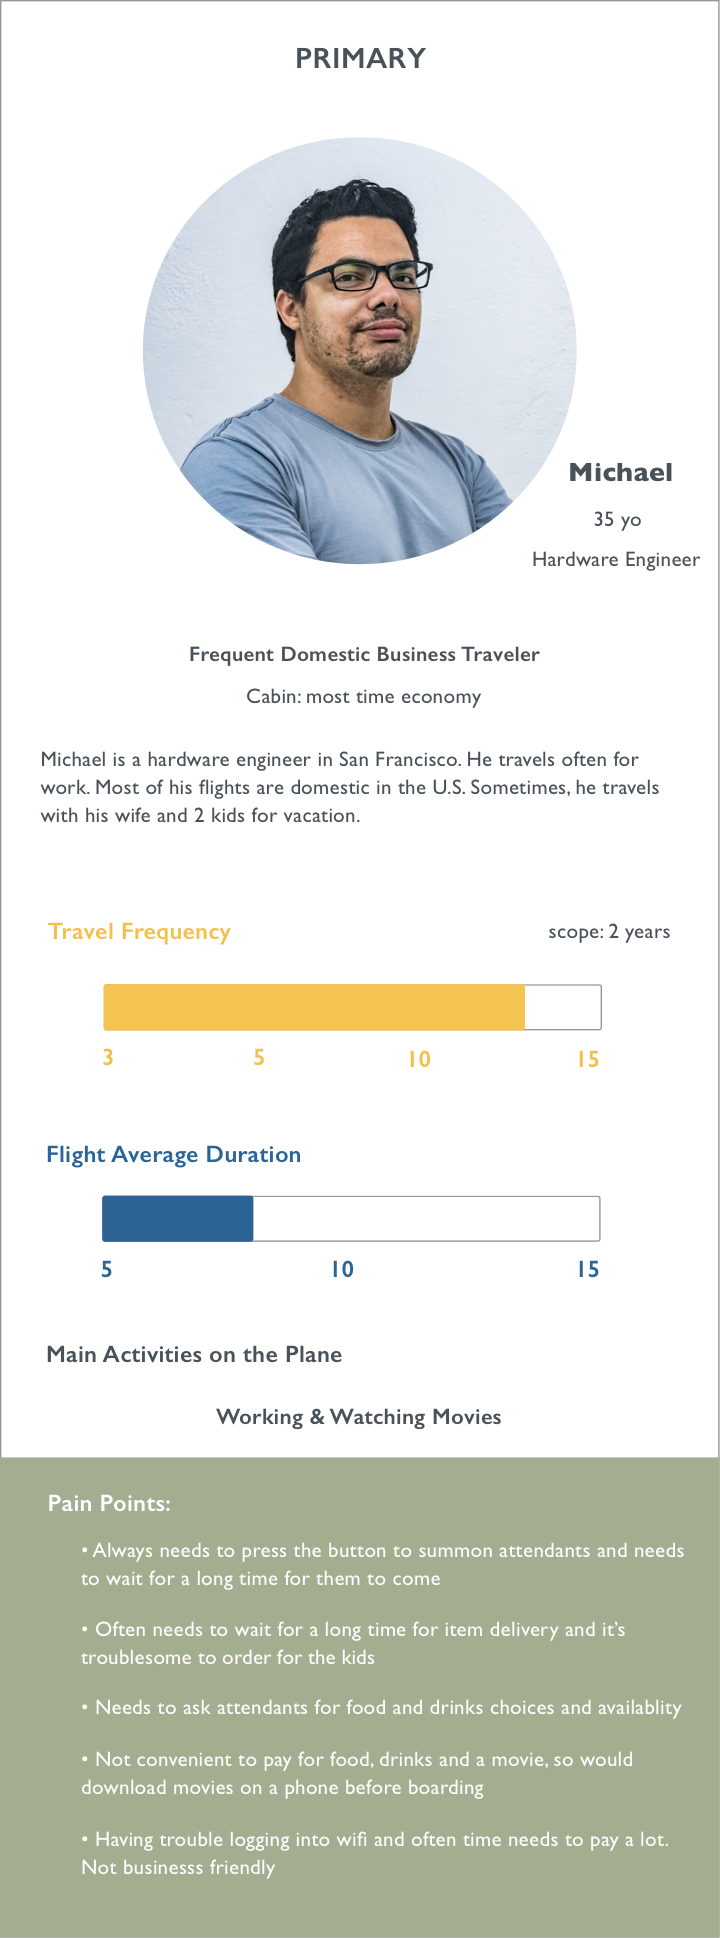 PRIMARY
Michael
35 yo
Hardware Engineer
Frequent Domestic Business Traveler
Cabin: most time economy
Michael is a hardware engineer in San Francisco. He travels often for
work. Most of his flights are domestic in the U.S. Sometimes, he travels
with his wife and 2 kids for vacation.
Travel Frequency scope: 2 years
3 5 10 15
Flight Average Duration
5 10 15
Main Activities on the Plane
Working & Watching Movies
Pain Points:
• Always needs to press the button to summon attendants and needs
to wait for a long time for them to come
• Often needs to wait for a long time for item delivery and it’s
troublesome to order for the kids
• Needs to ask attendants for food and drinks choices and availablity
• Not convenient to pay for food, drinks and a movie, so would
download movies on a phone before boarding
• Having trouble logging into wifi and often time needs to pay a lot.
Not businesss friendly